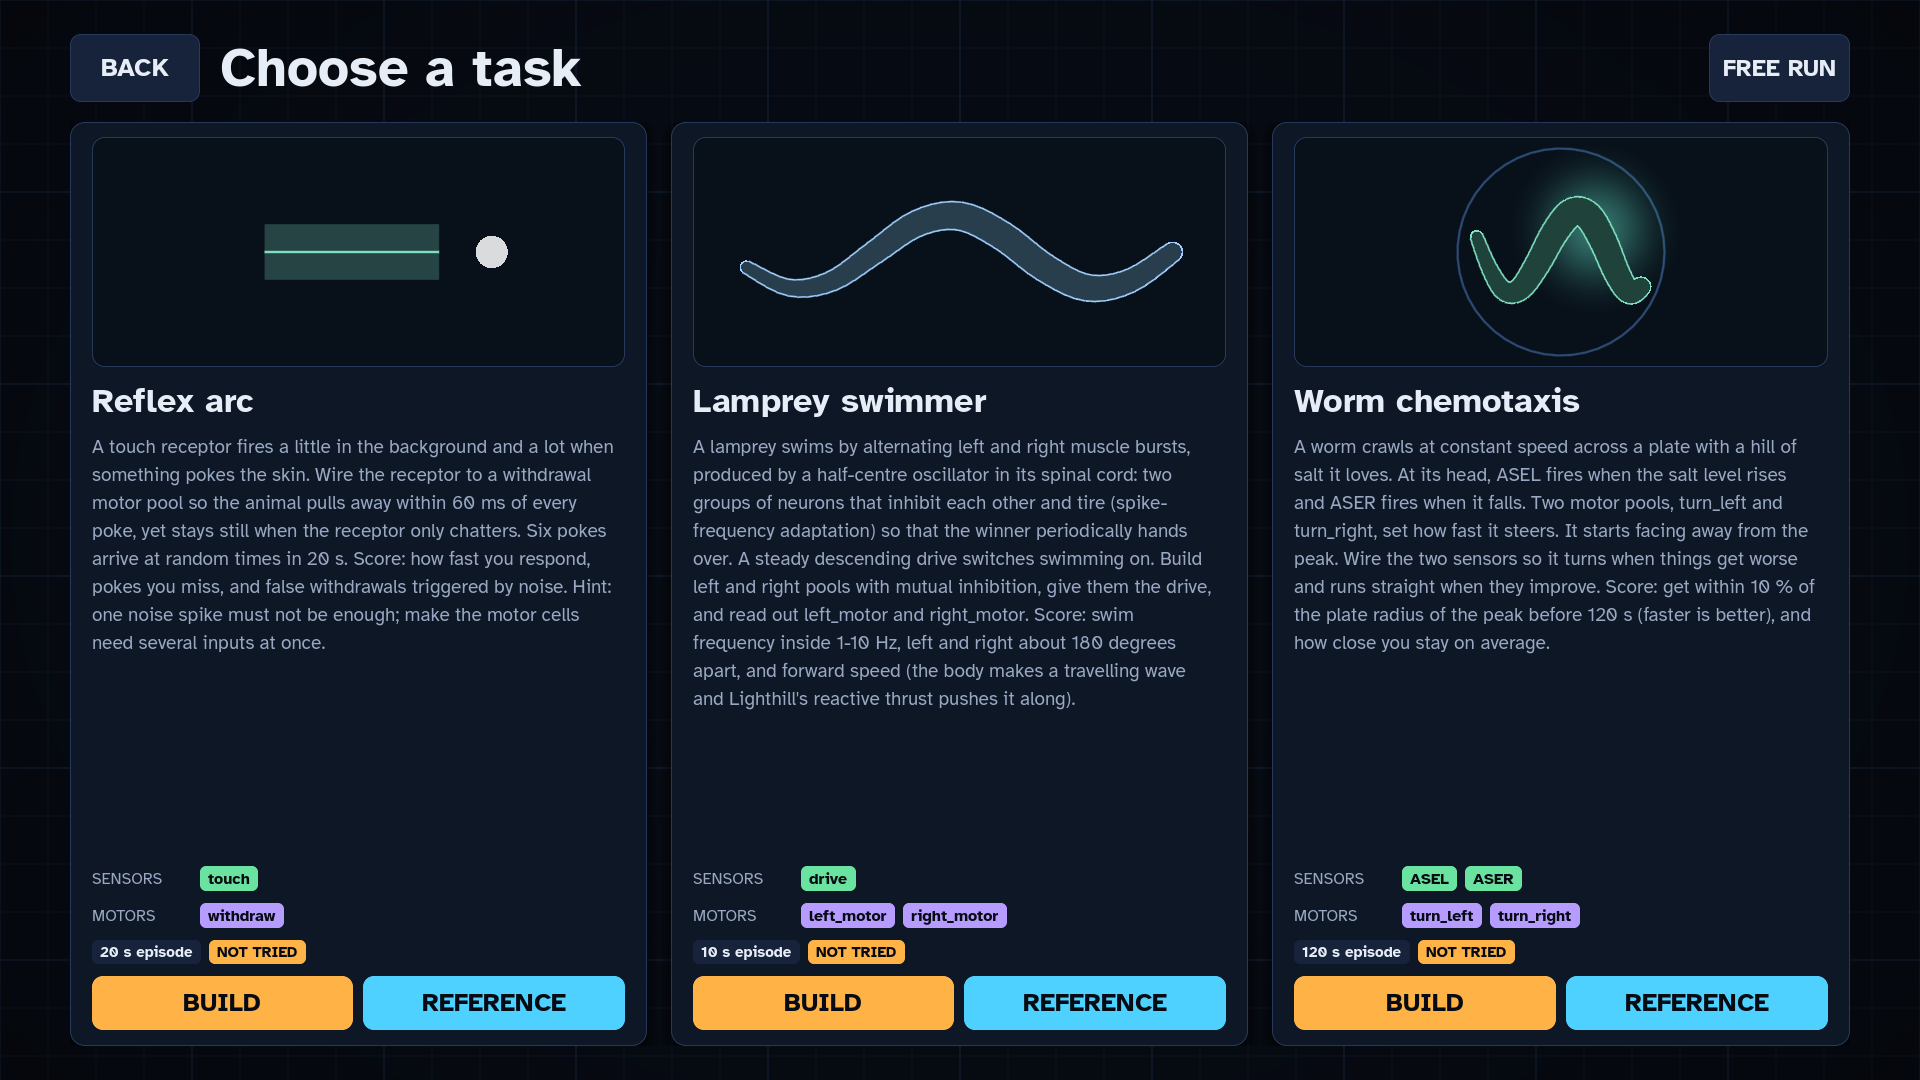 BACK
Choose a task
FREE RUN
Reflex arc
A touch receptor fires a little in the background and a lot when
something pokes the skin. Wire the receptor to a withdrawal
motor pool so the animal pulls away within 60 ms of every
poke, yet stays still when the receptor only chatters. Six pokes
arrive at random times in 20 s. Score: how fast you respond,
pokes you miss, and false withdrawals triggered by noise. Hint:
one noise spike must not be enough; make the motor cells
need several inputs at once.
SENSORS touch
MOTORS withdraw
20 s episode NOT TRIED
BUILD REFERENCE
Lamprey swimmer
A lamprey swims by alternating left and right muscle bursts,
produced by a half-centre oscillator in its spinal cord: two
groups of neurons that inhibit each other and tire (spike-
frequency adaptation) so that the winner periodically hands
over. A steady descending drive switches swimming on. Build
left and right pools with mutual inhibition, give them the drive,
and read out left_motor and right_motor. Score: swim
frequency inside 1-10 Hz, left and right about 180 degrees
apart, and forward speed (the body makes a travelling wave
and Lighthill's reactive thrust pushes it along).
SENSORS drive
MOTORS left_motor right_motor
10 s episode NOT TRIED
BUILD REFERENCE
Worm chemotaxis
A worm crawls at constant speed across a plate with a hill of
salt it loves. At its head, ASEL fires when the salt level rises
and ASER fires when it falls. Two motor pools, turn_left and
turn_right, set how fast it steers. It starts facing away from the
peak. Wire the two sensors so it turns when things get worse
and runs straight when they improve. Score: get within 10 % of
the plate radius of the peak before 120 s (faster is better), and
how close you stay on average.
SENSORS ASEL ASER
MOTORS turn_left turn_right
120 s episode NOT TRIED
BUILD REFERENCE